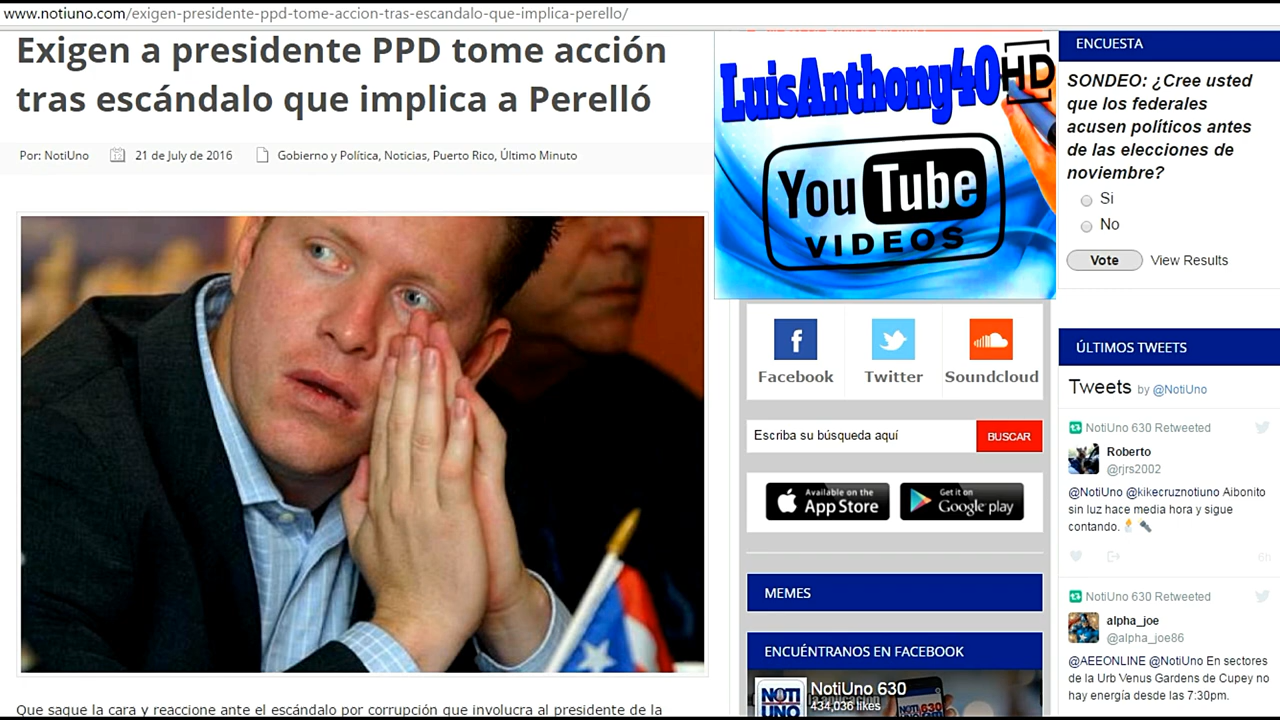 www.notiuno.com/exigen-presidente-ppd-tome-accion-tras-escandalo-que-implica-perello/
Exigen a presidente PPD tome acción
tras escándalo que implica a Perelló
Por: NotiUno 21 de July de 2016 Gobierno y Política, Noticias, Puerto Rico, Último Minuto
Que saque la cara y accione ante el escándalo por corrupción que involucra al presidente de la
LuisAnthony40HD
YouTube
VIDEOS
Facebook Twitter Soundcloud
Escriba su búsqueda aquí BUSCAR
Available on the
App Store
Get it on
Google play
MEMES
ENCUÉNTRANOS EN FACEBOOK
NOTI
UNO
NotiUno 630
434,036 likes
ENCUESTA
SONDEO: ¿Cree usted
que los federales
acusen políticos antes
de las elecciones de
noviembre?
Si
No
Vote View Results
ÚLTIMOS TWEETS
Tweets by @NotiUno
NotiUno 630 Retweeted
Roberto
@rjrs2002
@NotiUno @kikecruznotiuno Aibonito
sin luz hace media hora y sigue
contando.
6h
NotiUno 630 Retweeted
alpha_joe
@alpha_joe86
@AEEONLINE @NotiUno En sectores
de la Urb Venus Gardens de Cupey no
hay energía desde las 7:30pm.